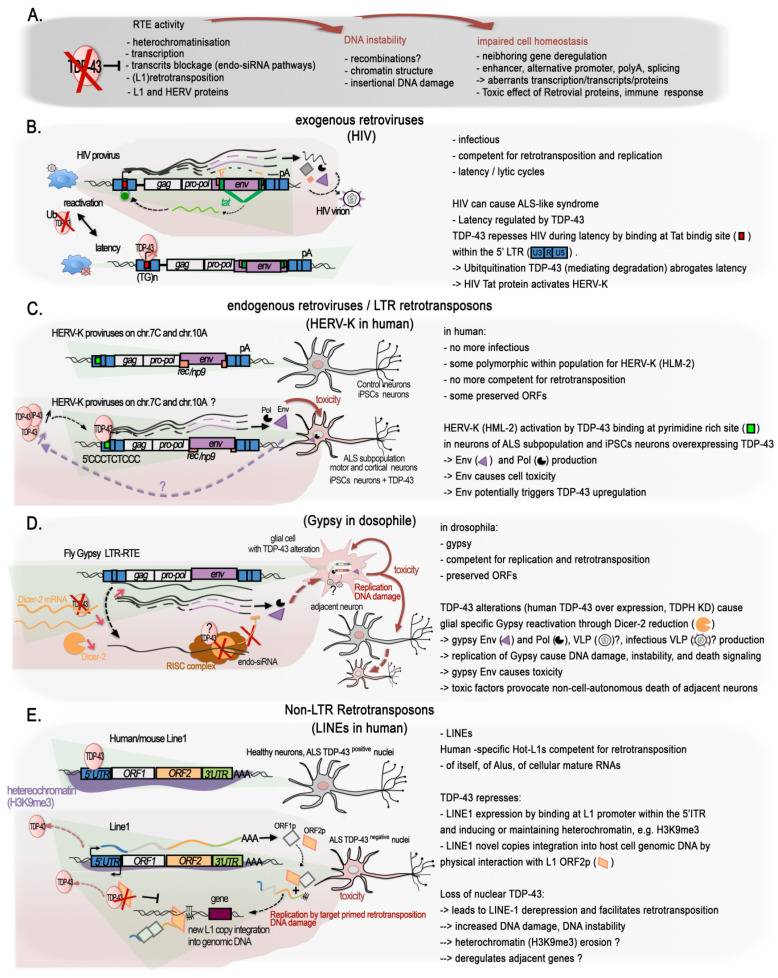 A.
RTE activity
- heterochromatinisation
- transcription
- transcrits blockage (endo-siRNA pathways)
- (L1)retrotransposition
- L1 and HERV proteins
TDP-43
DNA instability
- recombinations?
- chromatin structure
- insertional DNA damage
impaired cell homeostasis
- neibhoring gene deregulation
- enhancer, alternative promoter, polyA, splicing
-> aberrants transcription/transcripts/proteins
- Toxic effect of Retrovial proteins, immune response
B.
exogenous retroviruses
(HIV)
HIV provirus
pA
gag
pro-pol
env
tat
HIV virion
reactivation
Ub
TDP-43
latency
TDP-43
pA
gag
pro-pol
env
(TG)n
- infectious
- competent for retrotransposition and replication
- latency / lytic cycles
HIV can cause ALS-like syndrome
- Latency regulated by TDP-43
TDP-43 represses HIV during latency by binding at Tat bindig site ( )
within the 5' LTR ( U3 R U5 ) .
-> Ubitquitination TDP-43 (mediating degradation) abrogates latency
-> HIV Tat protein activates HERV-K
C.
endogenous retroviruses / LTR retrotransposons
(HERV-K in human)
HERV-K proviruses on chr.7C and chr.10A
pA
gag
pro-pol
env
rec/np9
Control neurons
iPSCs neurons
HERV-K proviruses on chr.7C and chr.10A ?
TDP-43
TDP-43
TDP-43
TDP-43
Pol
Env
toxicity
gag
pro-pol
env
rec/np9
5'CCCTCTCCC
?
ALS subpopulation
motor and cortical neurons
iPSCs neurons + TDP-43
in human:
- no more infectious
- some polymorphic within population for HERV-K (HLM-2)
- no more competent for retrotransposition
- some preserved ORFs
HERV-K (HML-2) activation by TDP-43 binding at pyrimidine rich site ( )
in neurons of ALS subpopulation and iPSCs neurons overexpressing TDP-43
-> Env ( ) and Pol ( ) production
-> Env causes cell toxicity
-> Env potentially triggers TDP-43 upregulation
D.
(Gypsy in dosophile)
Fly Gypsy LTR-RTE
gag
pro-pol
env
glial cell
with TDP-43 alteration
?
toxicity
Replication
DNA damage
adjacent neuron
Dicer-2 mRNA
TDP-43
Dicer-2
?
TDP-43
RISC complex
endo-siRNA
in drosophila:
- gypsy
- competent for replication and retrotransposition
- preserved ORFs
TDP-43 alterations (human TDP-43 over expression, TDPH KD) cause
glial specific Gypsy reactivation through Dicer-2 reduction ( )
-> gypsy Env ( ) and Pol ( ), VLP ( )?, infectious VLP ( )? production
-> replication of Gypsy cause DNA damage, instability, and death signaling
-> gypsy Env causes toxicity
-> toxic factors provocate non-cell-autonomous death of adjacent neurons
E.
Non-LTR Retrotransposons
(LINEs in human)
Human/mouse Line1
TDP-43
5'UTR
ORF1
ORF2
3'UTR
AAA
hetereochromatin
(H3K9me3)
Healthy neurons, ALS TDP-43 positive nuclei
TDP-43
Line1
AAA
ORF1p
ORF2p
ALS TDP-43 negative nuclei
5'UTR
ORF1
ORF2
3'UTR
AAA
TDP-43
TDP-43
gene
new L1 copy integration
into genomic DNA
toxicity
Replication by target primed retrotransposition
DNA damage
- LINEs
Human -specific Hot-L1s competent for retrotransposition
- of itself, of Alus, of cellular mature RNAs
TDP-43 represses:
- LINE1 expression by binding at L1 promoter within the 5'ITR
and inducing or maintaining heterochromatin, e.g. H3K9me3
- LINE1 novel copies integration into host cell genomic DNA by
physical interaction with L1 ORF2p ( )
Loss of nuclear TDP-43:
-> leads to LINE-1 derepression and facilitates retrotransposition
--> increased DNA damage, DNA instability
--> heterochromatin (H3K9me3) erosion ?
--> deregulates adjacent genes ?